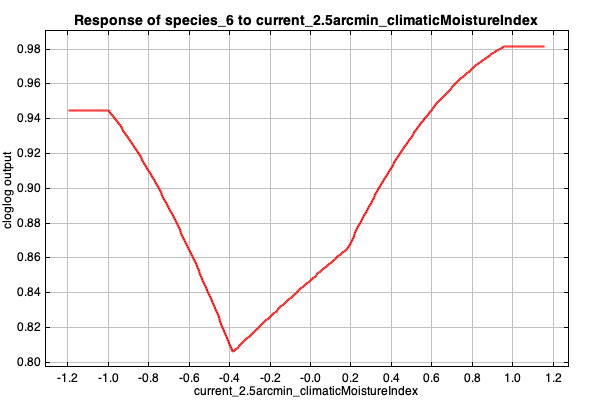 Response of species_6 to current_2.5arcmin_climaticMoistureIndex
cloglog output
0.98
0.96
0.94
0.92
0.90
0.88
0.86
0.84
0.82
0.80
-1.2 -1.0 -0.8 -0.6 -0.4 -0.2 -0.0 0.2 0.4 0.6 0.8 1.0 1.2
current_2.5arcmin_climaticMoistureIndex